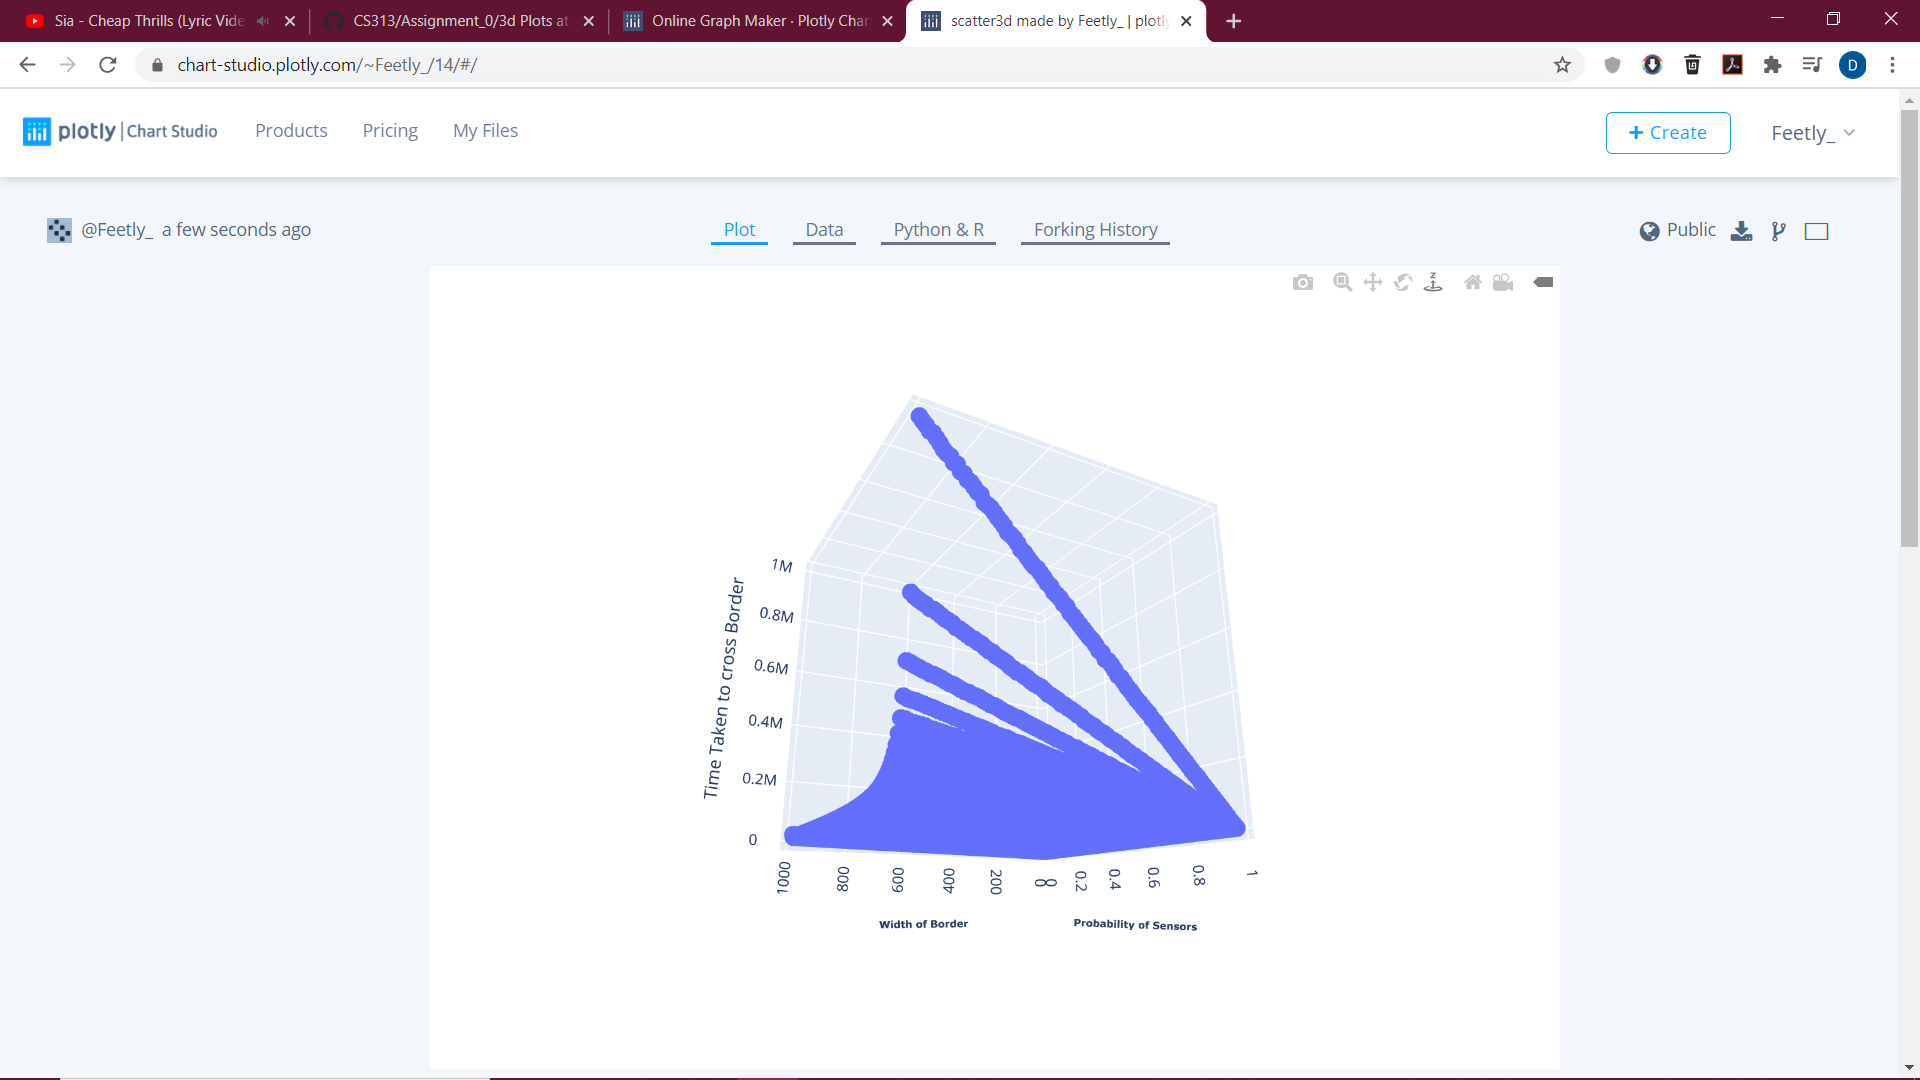 Sia - Cheap Thrills (Lyric Vide
CS313/Assignment_0/3d Plots at
Online Graph Maker · Plotly Char
scatter3d made by Feetly_ | plotly
chart-studio.plotly.com/~Feetly_/14/#/
D
plotly | Chart Studio
Products
Pricing
My Files
+ Create
Feetly_
@Feetly_ a few seconds ago
Plot
Data
Python & R
Forking History
Public
z
1M
0.8M
0.6M
0.4M
0.2M
0
Time Taken to cross Border
1000
800
600
400
200
0
0
0.2
0.4
0.6
0.8
1
Width of Border
Probability of Sensors